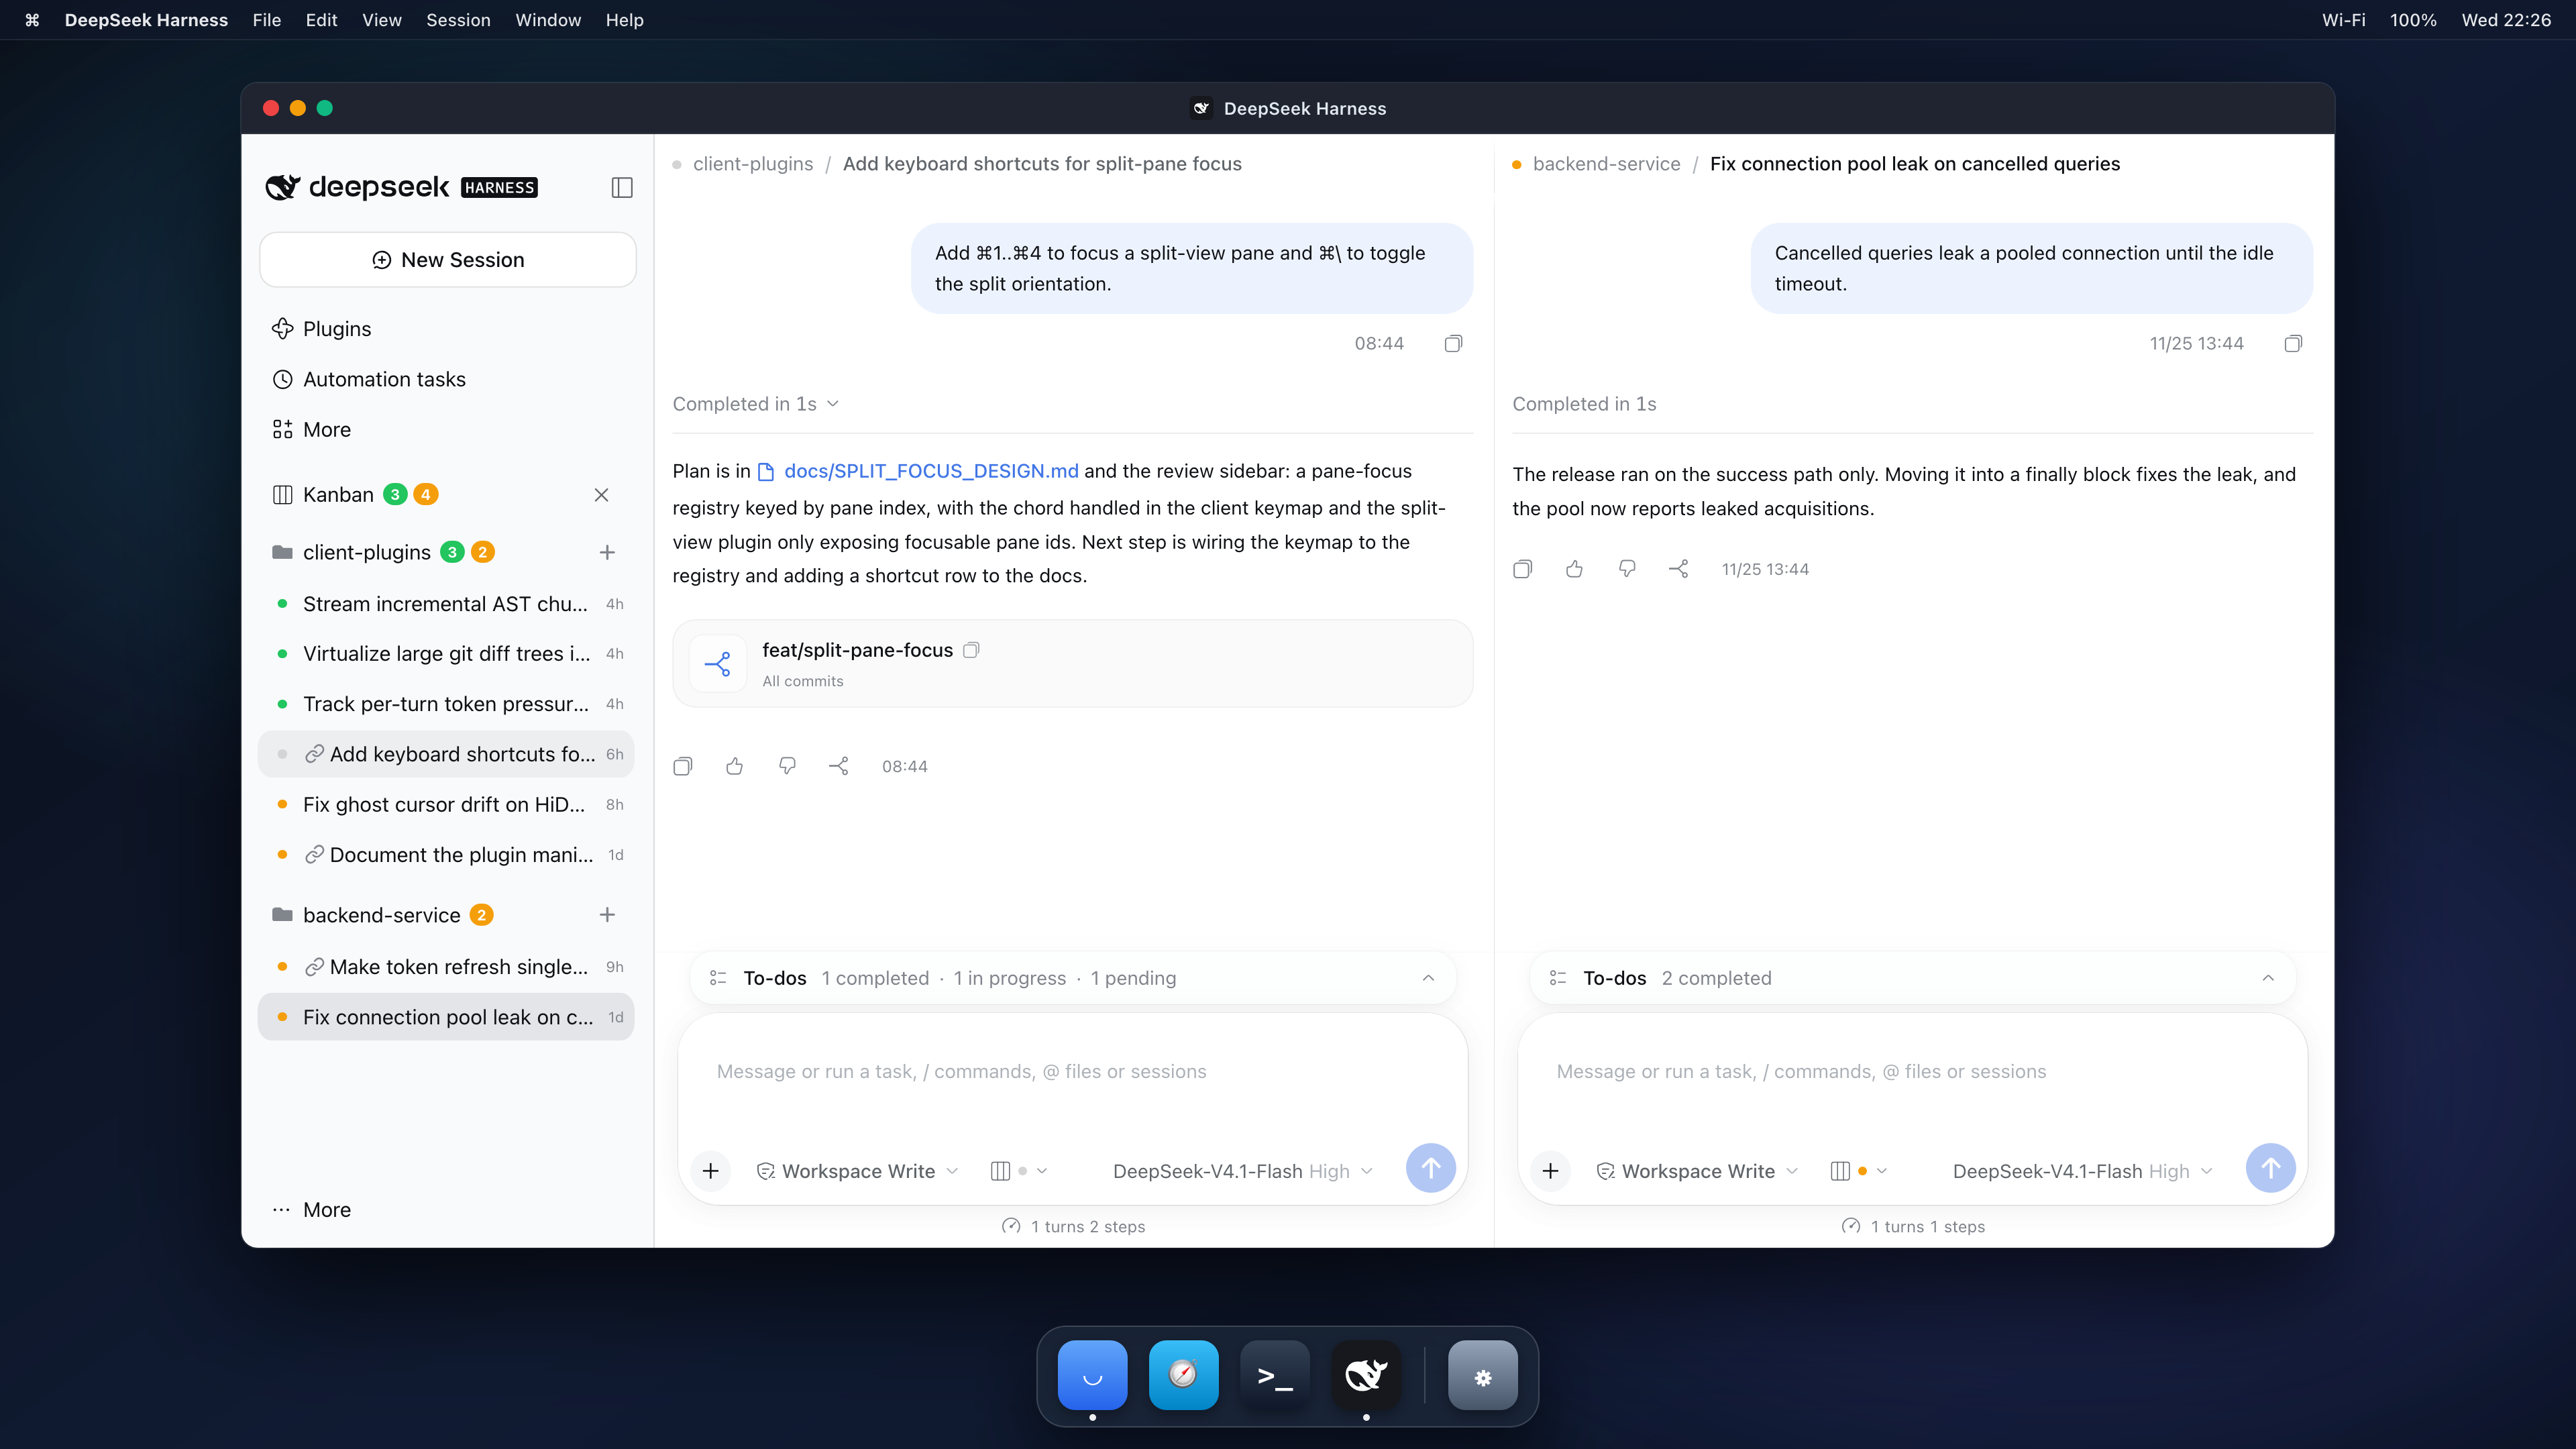 ⌘ DeepSeek Harness File Edit View Session Window Help Wi-Fi 100% Wed 22:26
DeepSeek Harness
deepseek HARNESS
New Session
Plugins
Automation tasks
More
Kanban 3 4
client-plugins 3 2
Stream incremental AST chu... 4h
Virtualize large git diff trees i... 4h
Track per-turn token pressur... 4h
Add keyboard shortcuts fo... 6h
Fix ghost cursor drift on HiD... 8h
Document the plugin mani... 1d
backend-service 2
Make token refresh single... 9h
Fix connection pool leak on c... 1d
More
client-plugins / Add keyboard shortcuts for split-pane focus
Add ⌘1..⌘4 to focus a split-view pane and ⌘\ to toggle
the split orientation.
08:44
Completed in 1s
Plan is in docs/SPLIT_FOCUS_DESIGN.md and the review sidebar: a pane-focus
registry keyed by pane index, with the chord handled in the client keymap and the split-
view plugin only exposing focusable pane ids. Next step is wiring the keymap to the
registry and adding a shortcut row to the docs.
feat/split-pane-focus
All commits
08:44
To-dos 1 completed · 1 in progress · 1 pending
Message or run a task, / commands, @ files or sessions
Workspace Write DeepSeek-V4.1-Flash High
1 turns 2 steps
backend-service / Fix connection pool leak on cancelled queries
Cancelled queries leak a pooled connection until the idle
timeout.
11/25 13:44
Completed in 1s
The release ran on the success path only. Moving it into a finally block fixes the leak, and
the pool now reports leaked acquisitions.
11/25 13:44
To-dos 2 completed
Message or run a task, / commands, @ files or sessions
Workspace Write DeepSeek-V4.1-Flash High
1 turns 1 steps
>_